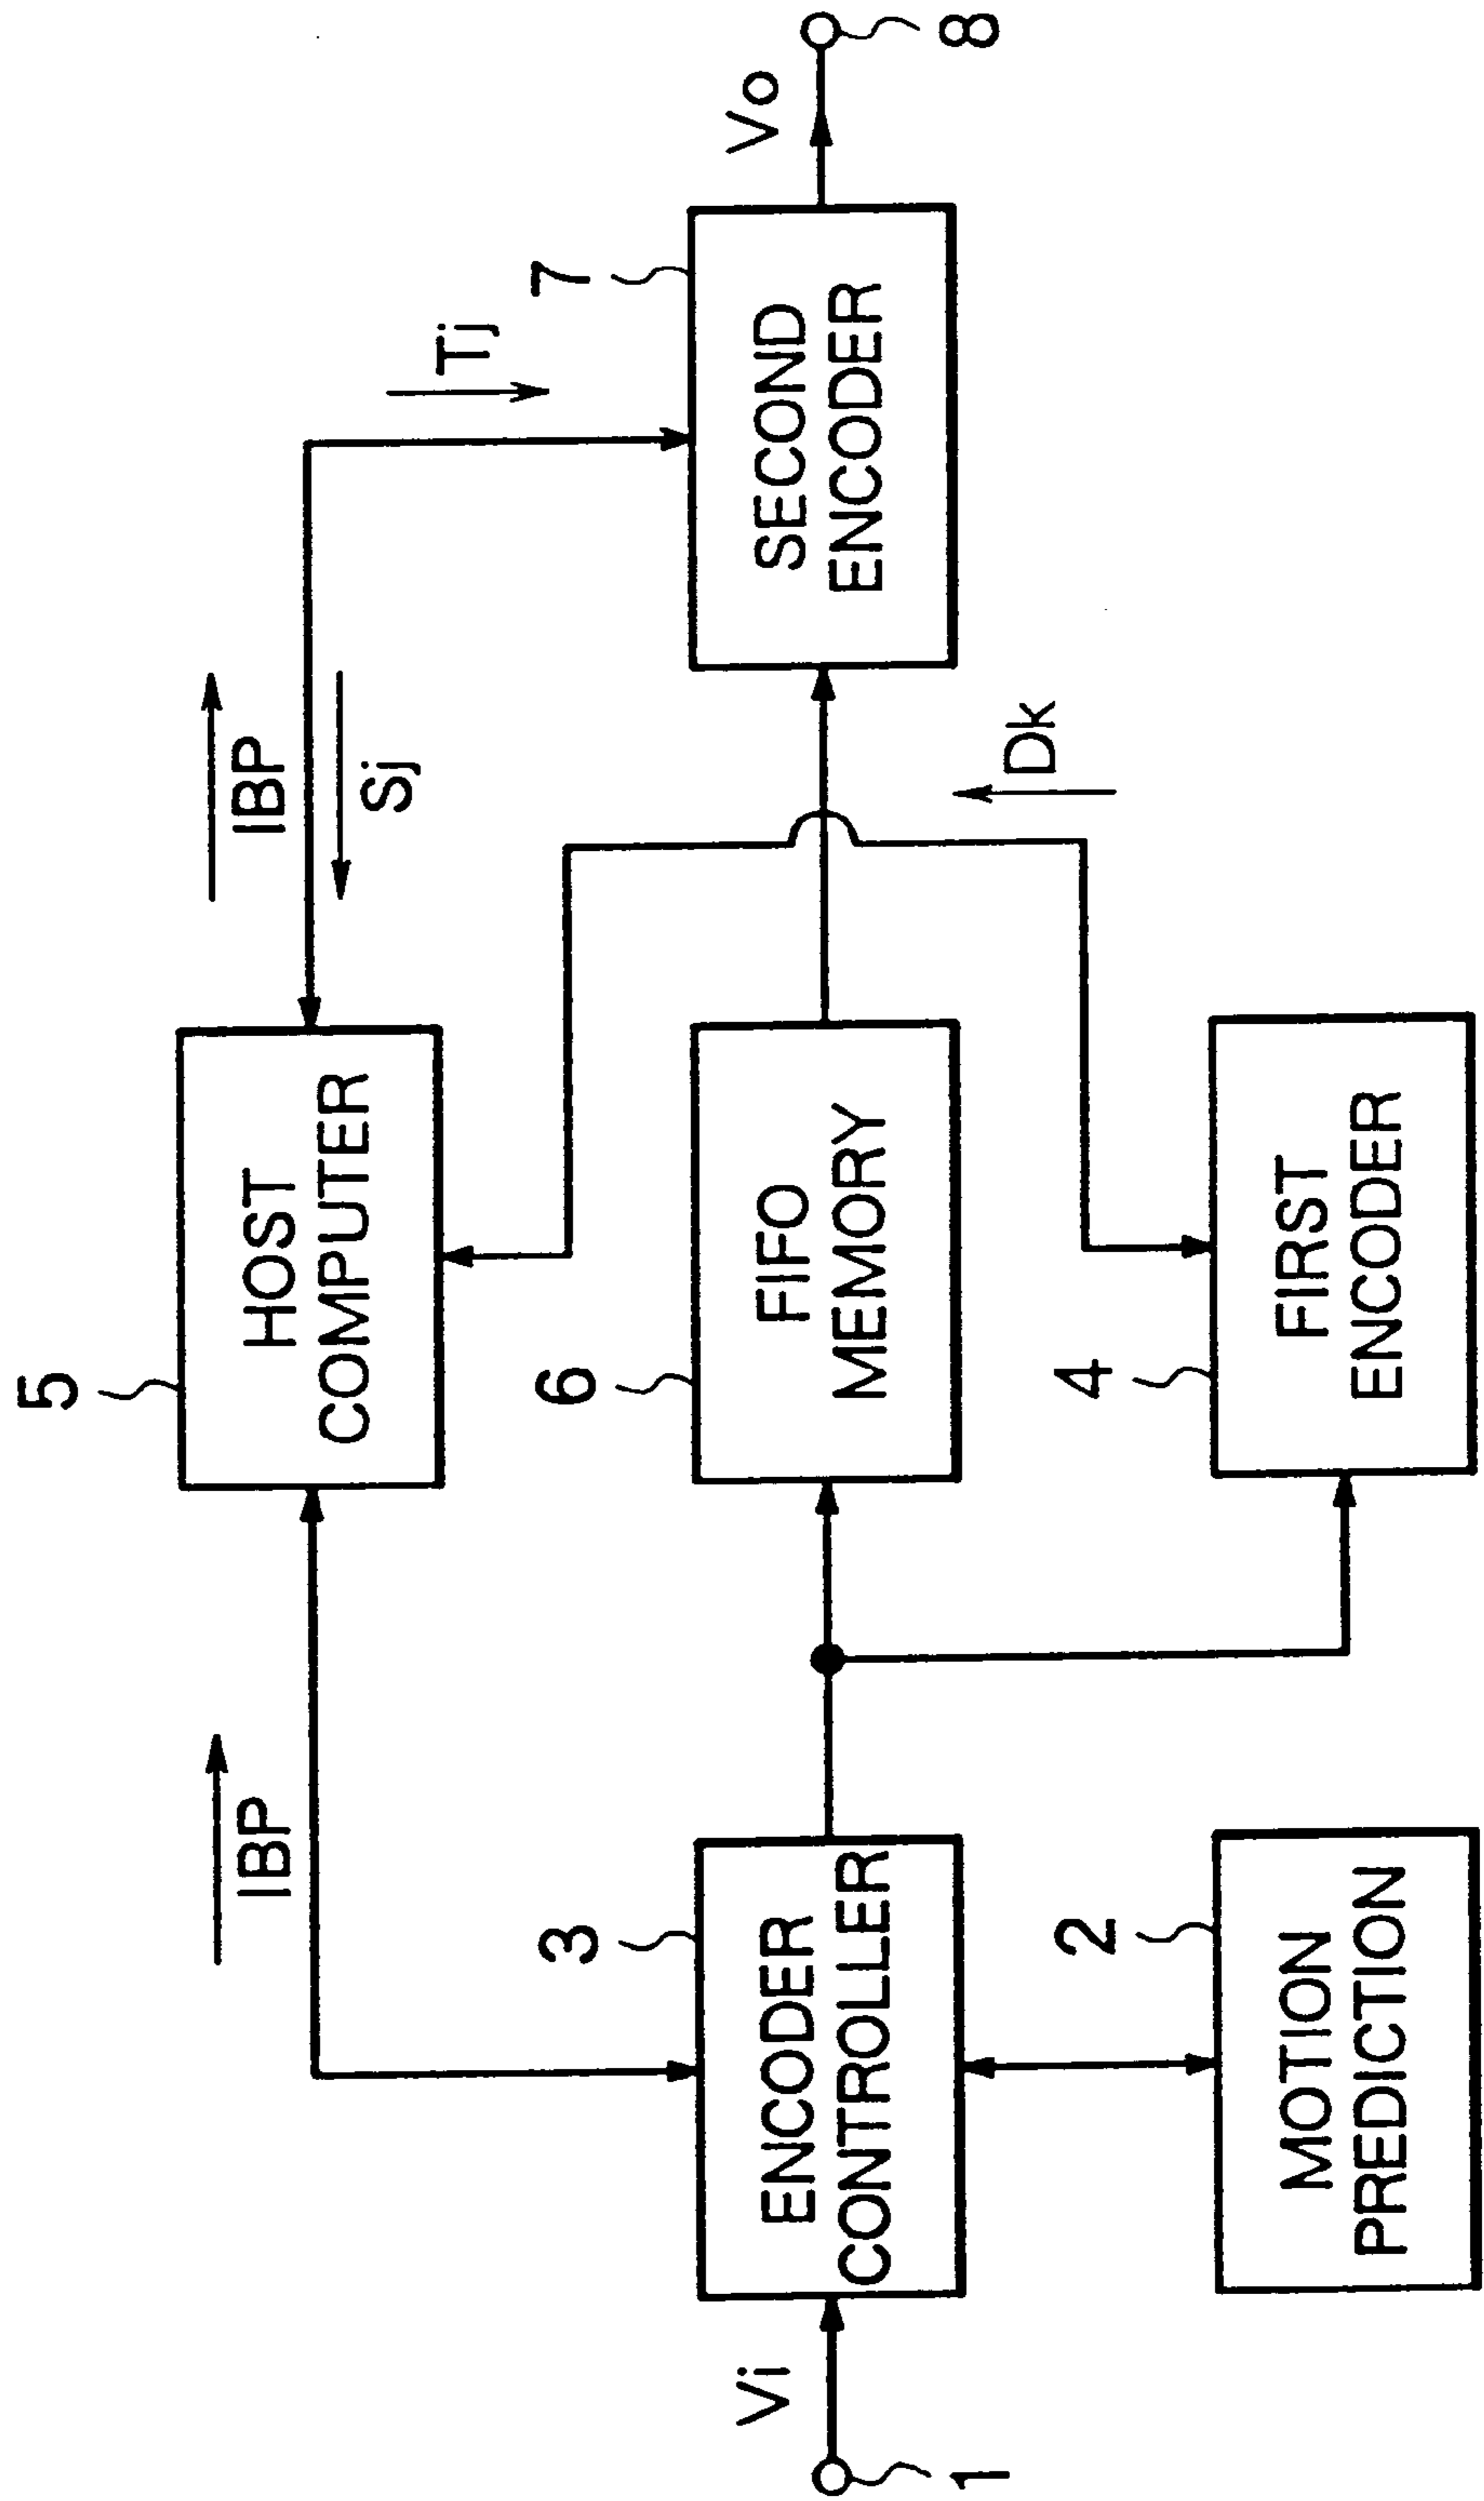 5
HOST
COMPUTER
IBP
IBP
Sj
Tj
3
ENCODER
CONTROLLER
6
FIFO
MEMORY
7
SECOND
ENCODER
Vi
1
Vo
8
2
MOTION
PREDICTION
4
FIRST
ENCODER
Dk